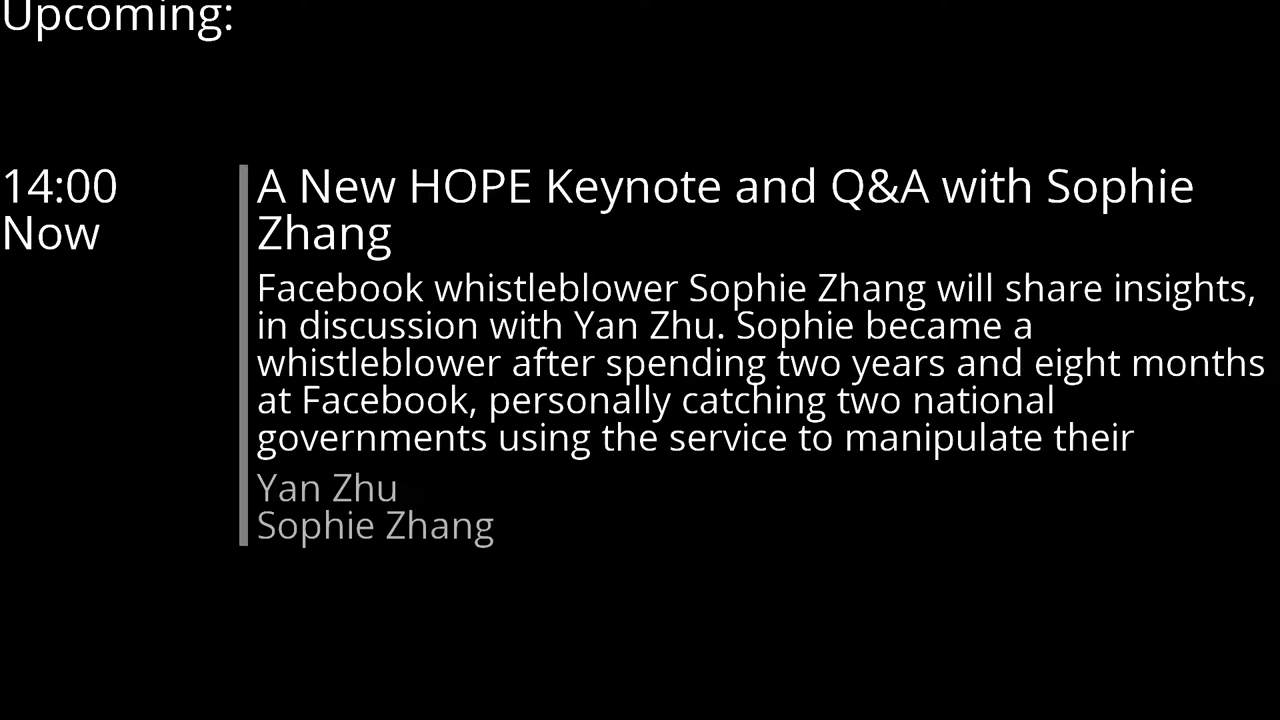 Upcoming:
14:00
Now
A New HOPE Keynote and Q&A with Sophie
Zhang
Facebook whistleblower Sophie Zhang will share insights,
in discussion with Yan Zhu. Sophie became a
whistleblower after spending two years and eight months
at Facebook, personally catching two national
governments using the service to manipulate their
Yan Zhu
Sophie Zhang